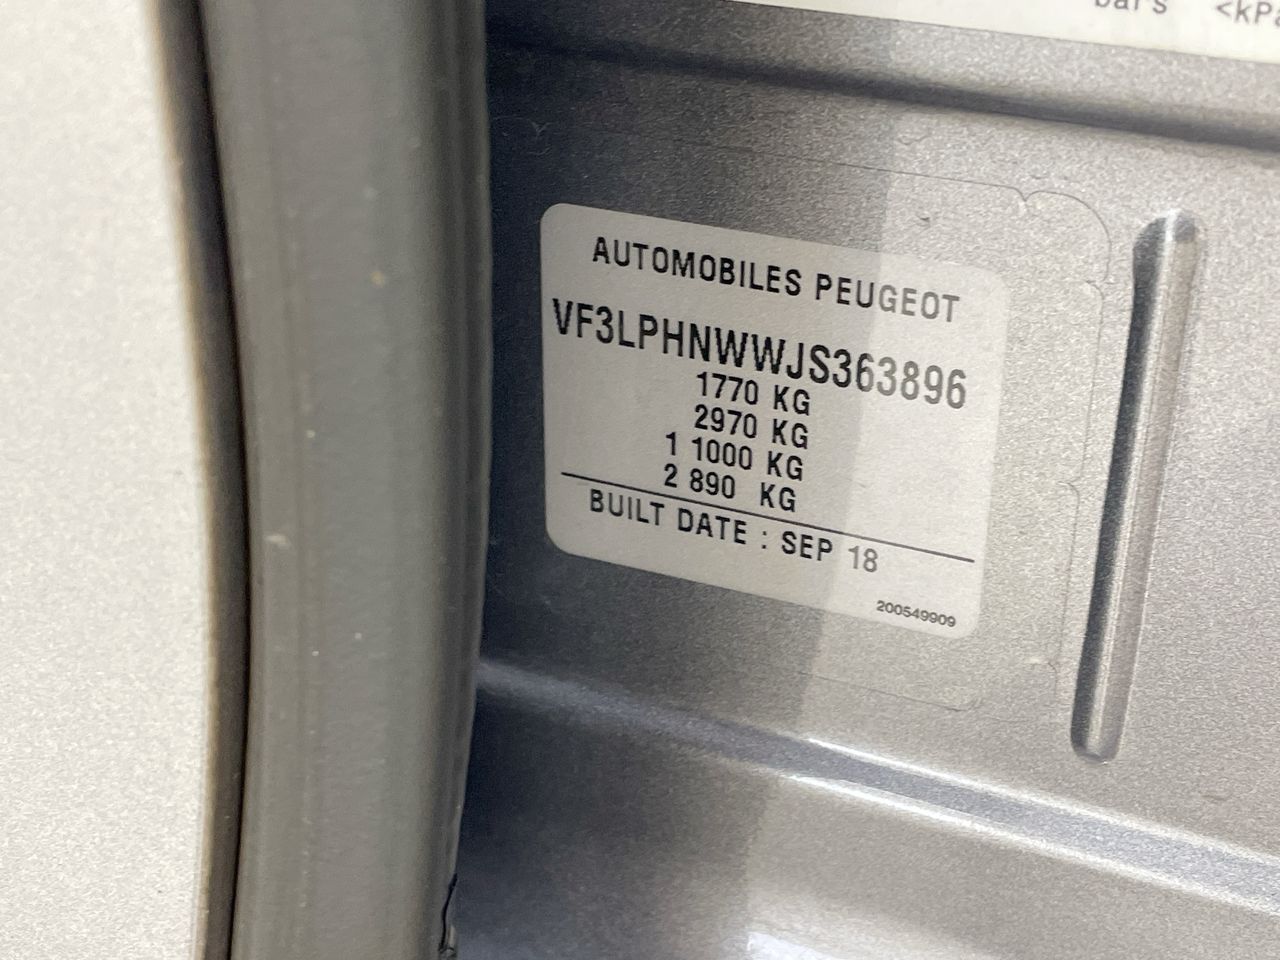 bars <kPa
AUTOMOBILES PEUGEOT
VF3LPHNWWJS363896
1770 KG
2970 KG
1 1000 KG
2 890 KG
BUILT DATE : SEP 18
200549909